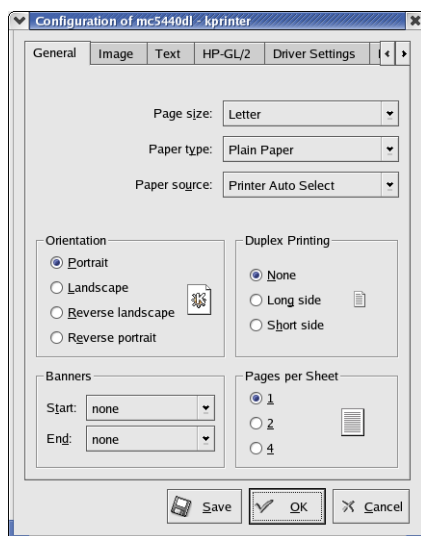 Configuration of mc5440dl - kprinter
General Image Text HP-GL/2 Driver Settings
Page size: Letter
Paper type: Plain Paper
Paper source: Printer Auto Select
Orientation
Portrait
Landscape
Reverse landscape
Reverse portrait
Duplex Printing
None
Long side
Short side
Banners
Start: none
End: none
Pages per Sheet
1
2
4
Save OK Cancel